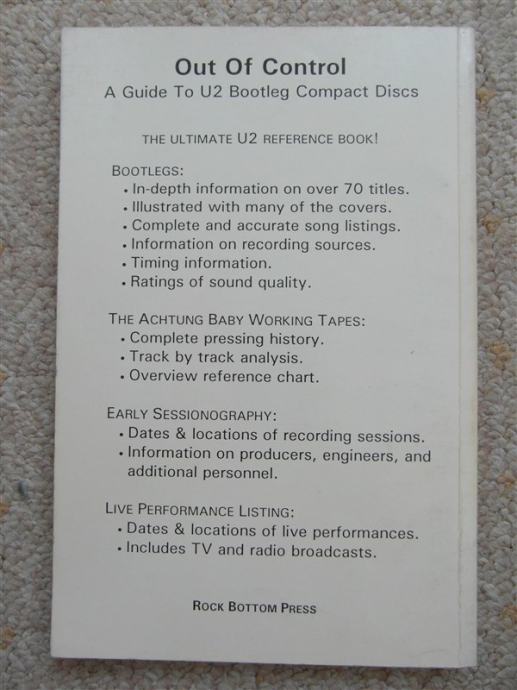 Out Of Control
A Guide To U2 Bootleg Compact Discs
THE ULTIMATE U2 REFERENCE BOOK!
BOOTLEGS:
• In-depth information on over 70 titles.
• Illustrated with many of the covers.
• Complete and accurate song listings.
• Information on recording sources.
• Timing information.
• Ratings of sound quality.
THE ACHTUNG BABY WORKING TAPES:
• Complete pressing history.
• Track by track analysis.
• Overview reference chart.
EARLY SESSIONOGRAPHY:
• Dates & locations of recording sessions.
• Information on producers, engineers, and
additional personnel.
LIVE PERFORMANCE LISTING:
• Dates & locations of live performances.
• Includes TV and radio broadcasts.
ROCK BOTTOM PRESS